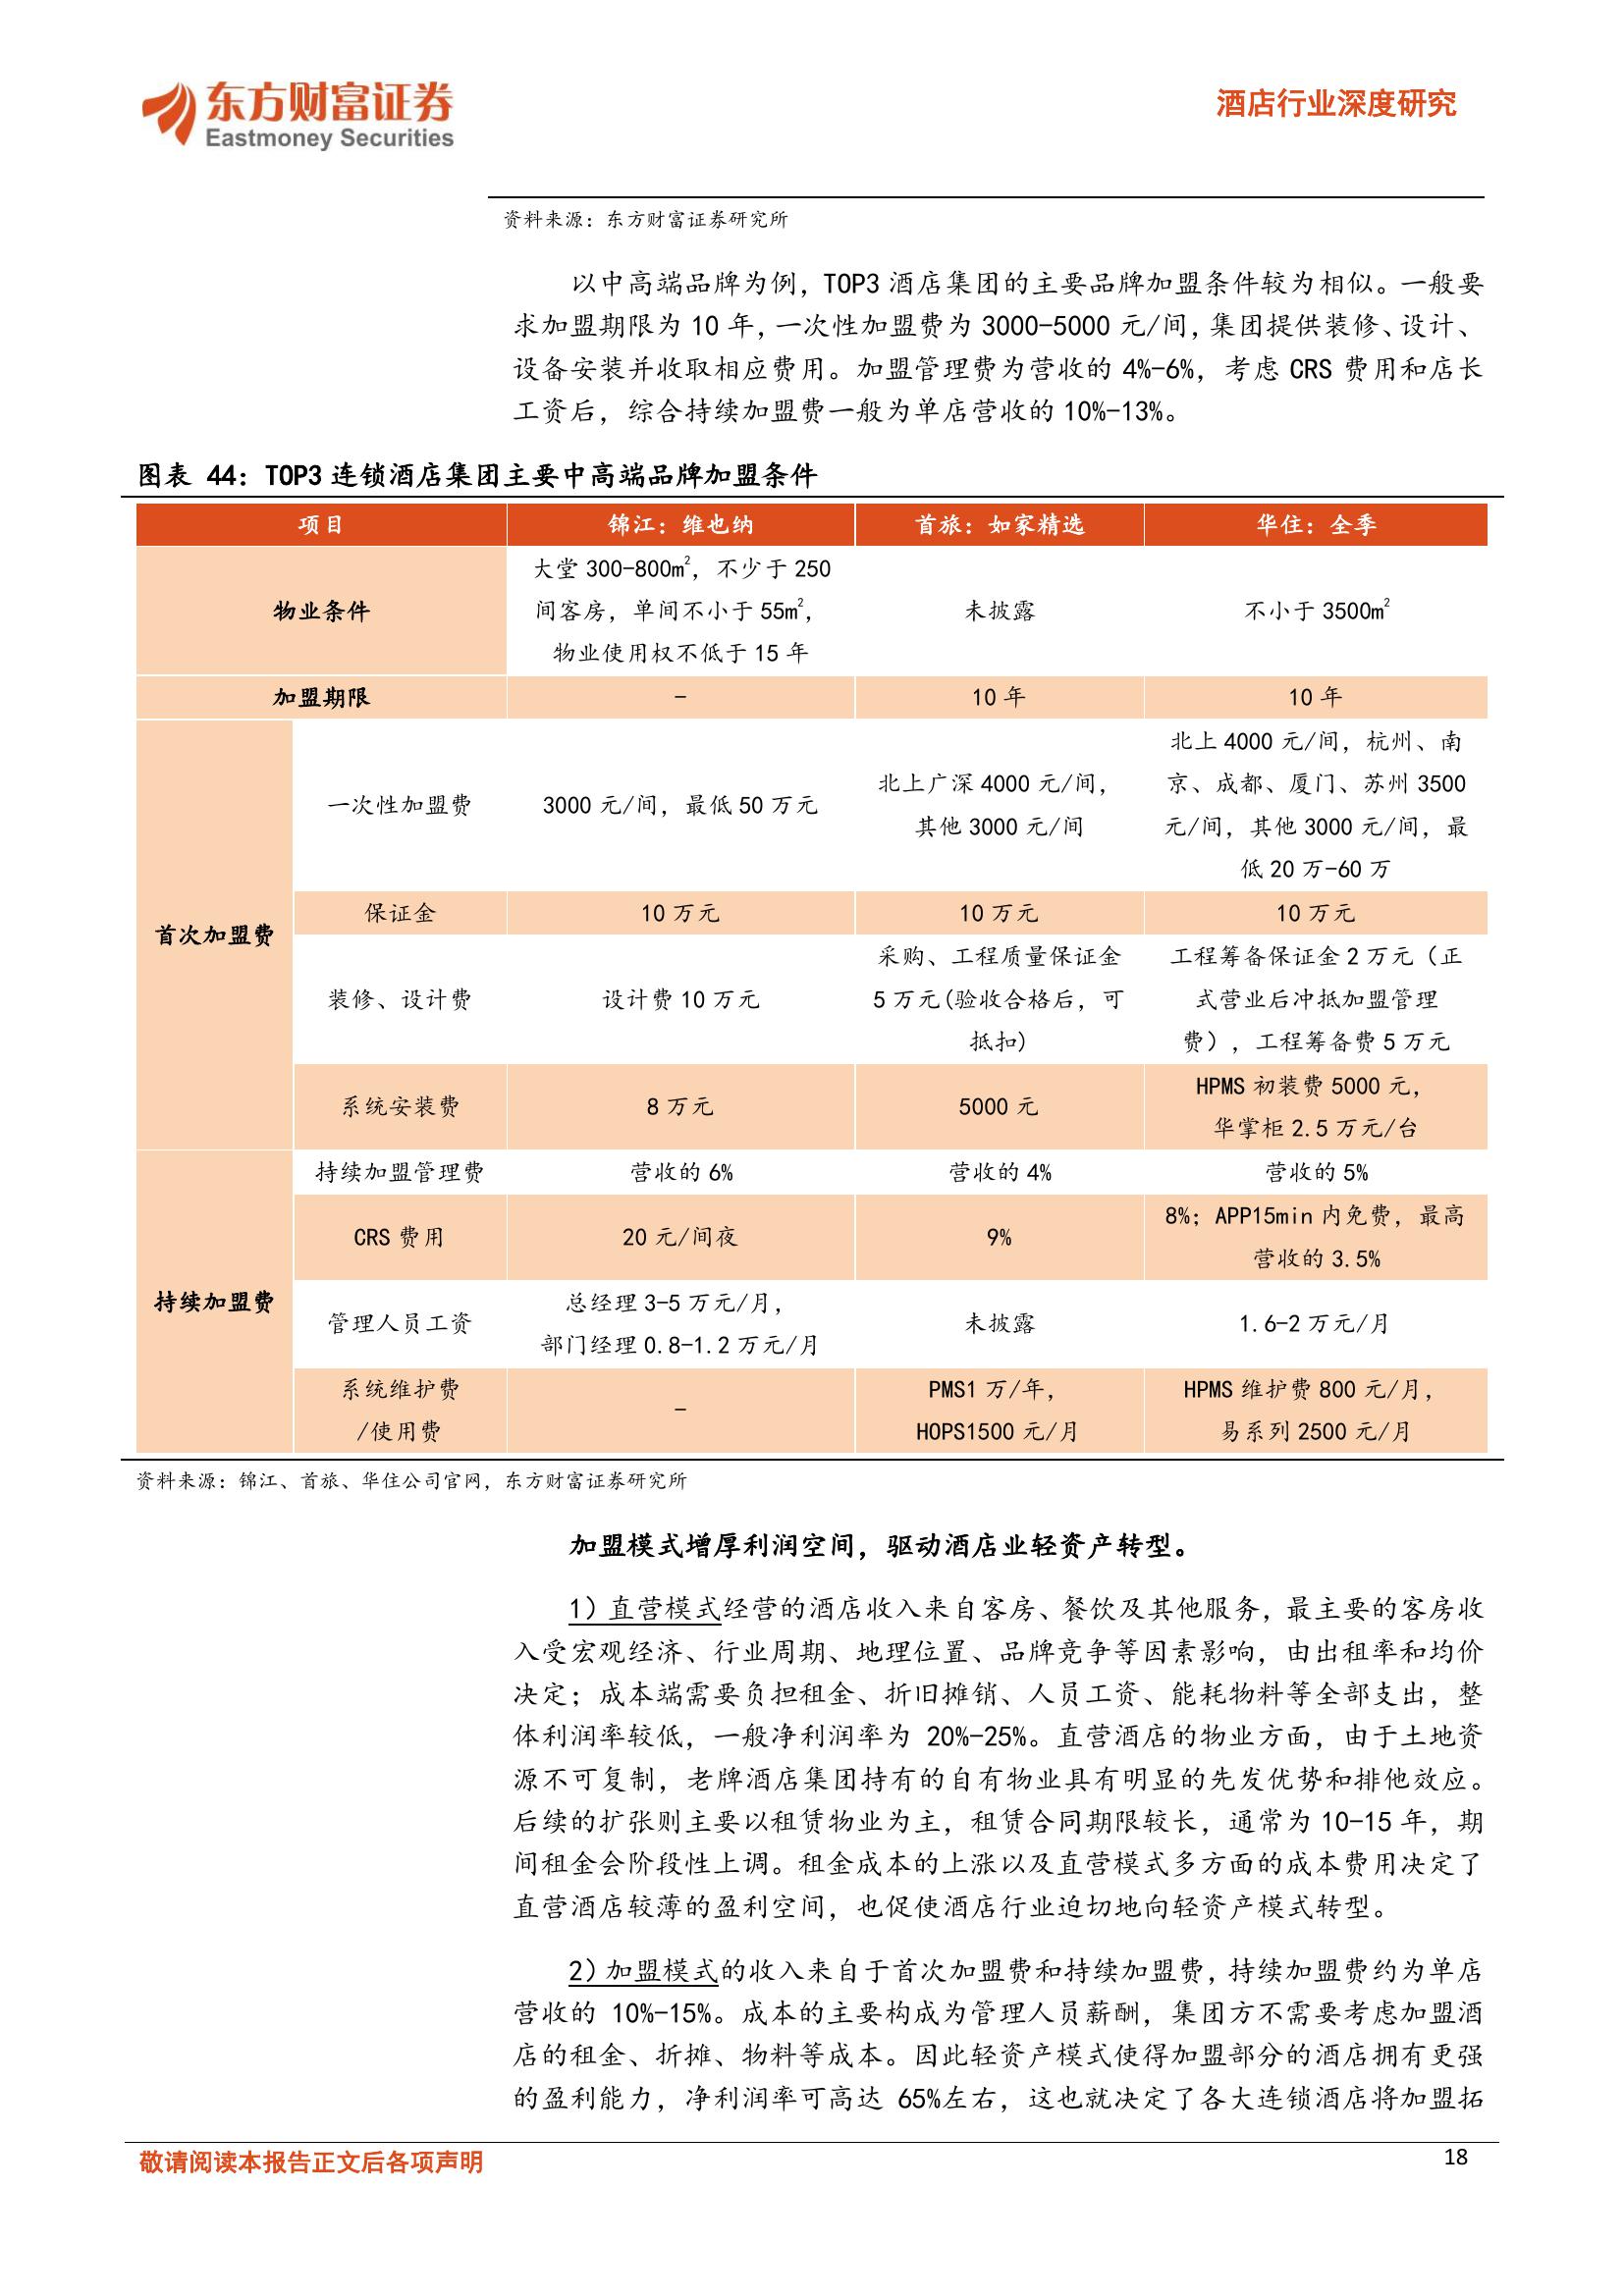 东方财富证券
Eastmoney Securities
酒店行业深度研究
资料来源：东方财富证券研究所
以中高端品牌为例，TOP3 酒店集团的主要品牌加盟条件较为相似。一般要
求加盟期限为 10 年，一次性加盟费为 3000-5000 元/间，集团提供装修、设计、
设备安装并收取相应费用。加盟管理费为营收的 4%-6%，考虑 CRS 费用和店长
工资后，综合持续加盟费一般为单店营收的 10%-13%。
图表 44：TOP3 连锁酒店集团主要中高端品牌加盟条件
项目 锦江：维也纳 首旅：如家精选 华住：全季
物业条件
大堂 300-800m²，不少于 250
间客房，单间不小于 55m²，
物业使用权不低于 15 年
未披露
不小于 3500m²
加盟期限 - 10 年 10 年
首次加盟费
一次性加盟费
3000 元/间，最低 50 万元
北上广深 4000 元/间，
其他 3000 元/间
北上 4000 元/间，杭州、南
京、成都、厦门、苏州 3500
元/间，其他 3000 元/间，最
低 20 万-60 万
保证金 10 万元 10 万元 10 万元
装修、设计费
设计费 10 万元
采购、工程质量保证金
5 万元(验收合格后，可
抵扣)
工程筹备保证金 2 万元（正
式营业后冲抵加盟管理
费），工程筹备费 5 万元
系统安装费
8 万元
5000 元
HPMS 初装费 5000 元，
华掌柜 2.5 万元/台
持续加盟费
持续加盟管理费 营收的 6% 营收的 4% 营收的 5%
CRS 费用
20 元/间夜
9%
8%；APP15min 内免费，最高
营收的 3.5%
管理人员工资
总经理 3-5 万元/月，
部门经理 0.8-1.2 万元/月
未披露
1.6-2 万元/月
系统维护费
/使用费
-
PMS1 万/年，
HOPS1500 元/月
HPMS 维护费 800 元/月，
易系列 2500 元/月
资料来源：锦江、首旅、华住公司官网，东方财富证券研究所
加盟模式增厚利润空间，驱动酒店业轻资产转型。
1）直营模式经营的酒店收入来自客房、餐饮及其他服务，最主要的客房收
入受宏观经济、行业周期、地理位置、品牌竞争等因素影响，由出租率和均价
决定；成本端需要负担租金、折旧摊销、人员工资、能耗物料等全部支出，整
体利润率较低，一般净利润率为 20%-25%。直营酒店的物业方面，由于土地资
源不可复制，老牌酒店集团持有的自有物业具有明显的先发优势和排他效应。
后续的扩张则主要以租赁物业为主，租赁合同期限较长，通常为 10-15 年，期
间租金会阶段性上调。租金成本的上涨以及直营模式多方面的成本费用决定了
直营酒店较薄的盈利空间，也促使酒店行业迫切地向轻资产模式转型。
2）加盟模式的收入来自于首次加盟费和持续加盟费，持续加盟费约为单店
营收的 10%-15%。成本的主要构成为管理人员薪酬，集团方不需要考虑加盟酒
店的租金、折摊、物料等成本。因此轻资产模式使得加盟部分的酒店拥有更强
的盈利能力，净利润率可高达 65%左右，这也就决定了各大连锁酒店将加盟拓
敬请阅读本报告正文后各项声明
18